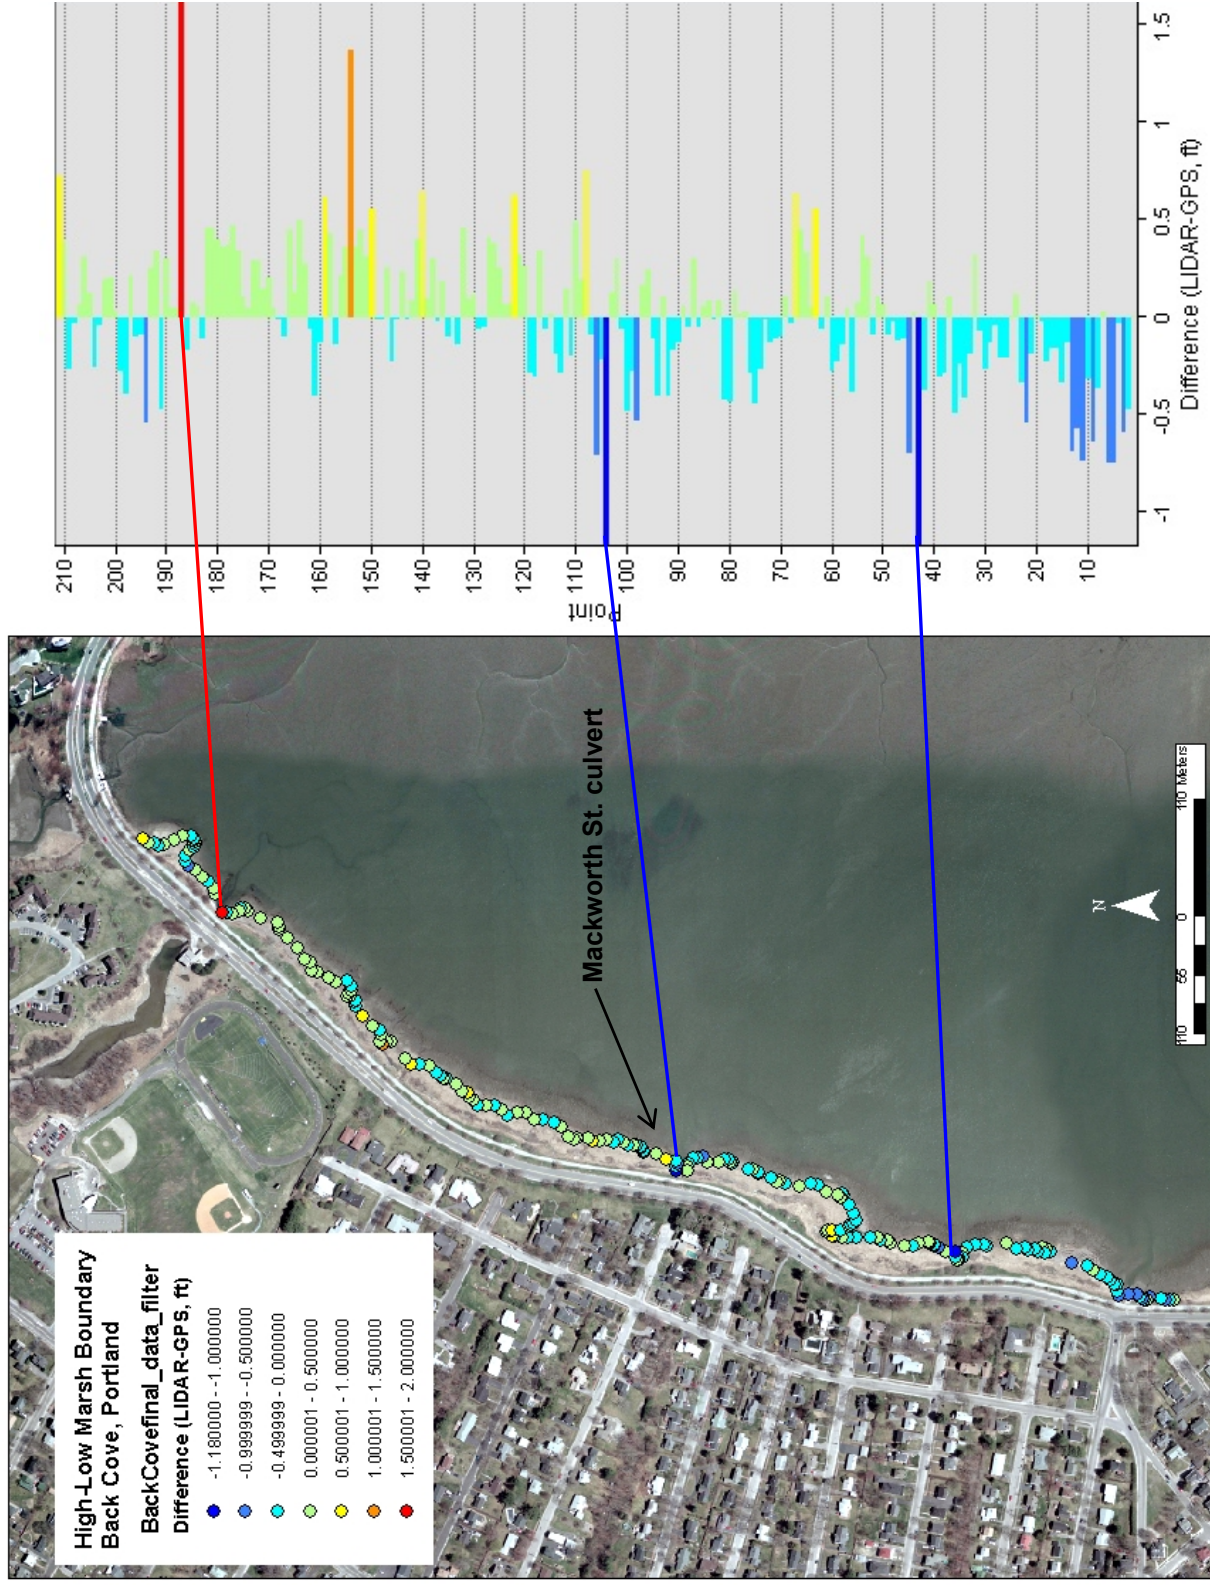 High-Low Marsh Boundary
Back Cove, Portland
BackCovefinal_data_filter
Difference (LIDAR-GPS, ft)
-1.180000 - -1.000000
-0.999999 - -0.500000
-0.499999 - 0.000000
0.000001 - 0.500000
0.500001 - 1.000000
1.000001 - 1.500000
1.500001 - 2.000000
Mackworth St. culvert
N
110 55 0 110 Meters
Point
210
200
190
180
170
160
150
140
130
120
110
100
90
80
70
60
50
40
30
20
10
1.5
1
0.5
0
-0.5
-1
Difference (LIDAR-GPS, ft)